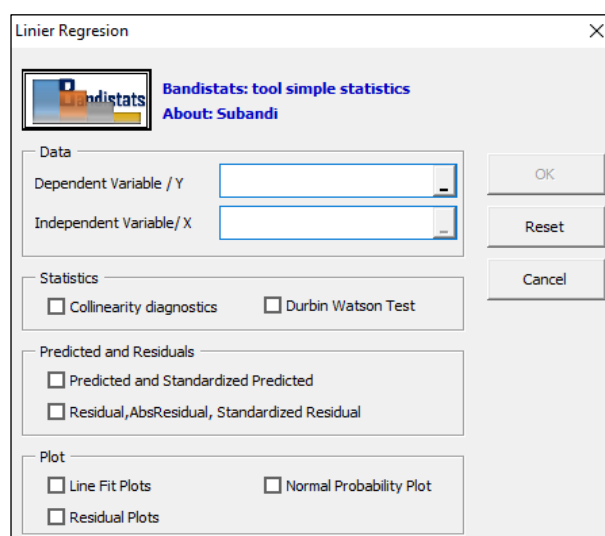 Linier Regresion
Bandistats
Bandistats: tool simple statistics
About: Subandi
Data
Dependent Variable / Y
Independent Variable/ X
OK
Reset
Cancel
Statistics
Collinearity diagnostics
Durbin Watson Test
Predicted and Residuals
Predicted and Standardized Predicted
Residual,AbsResidual, Standardized Residual
Plot
Line Fit Plots
Normal Probability Plot
Residual Plots